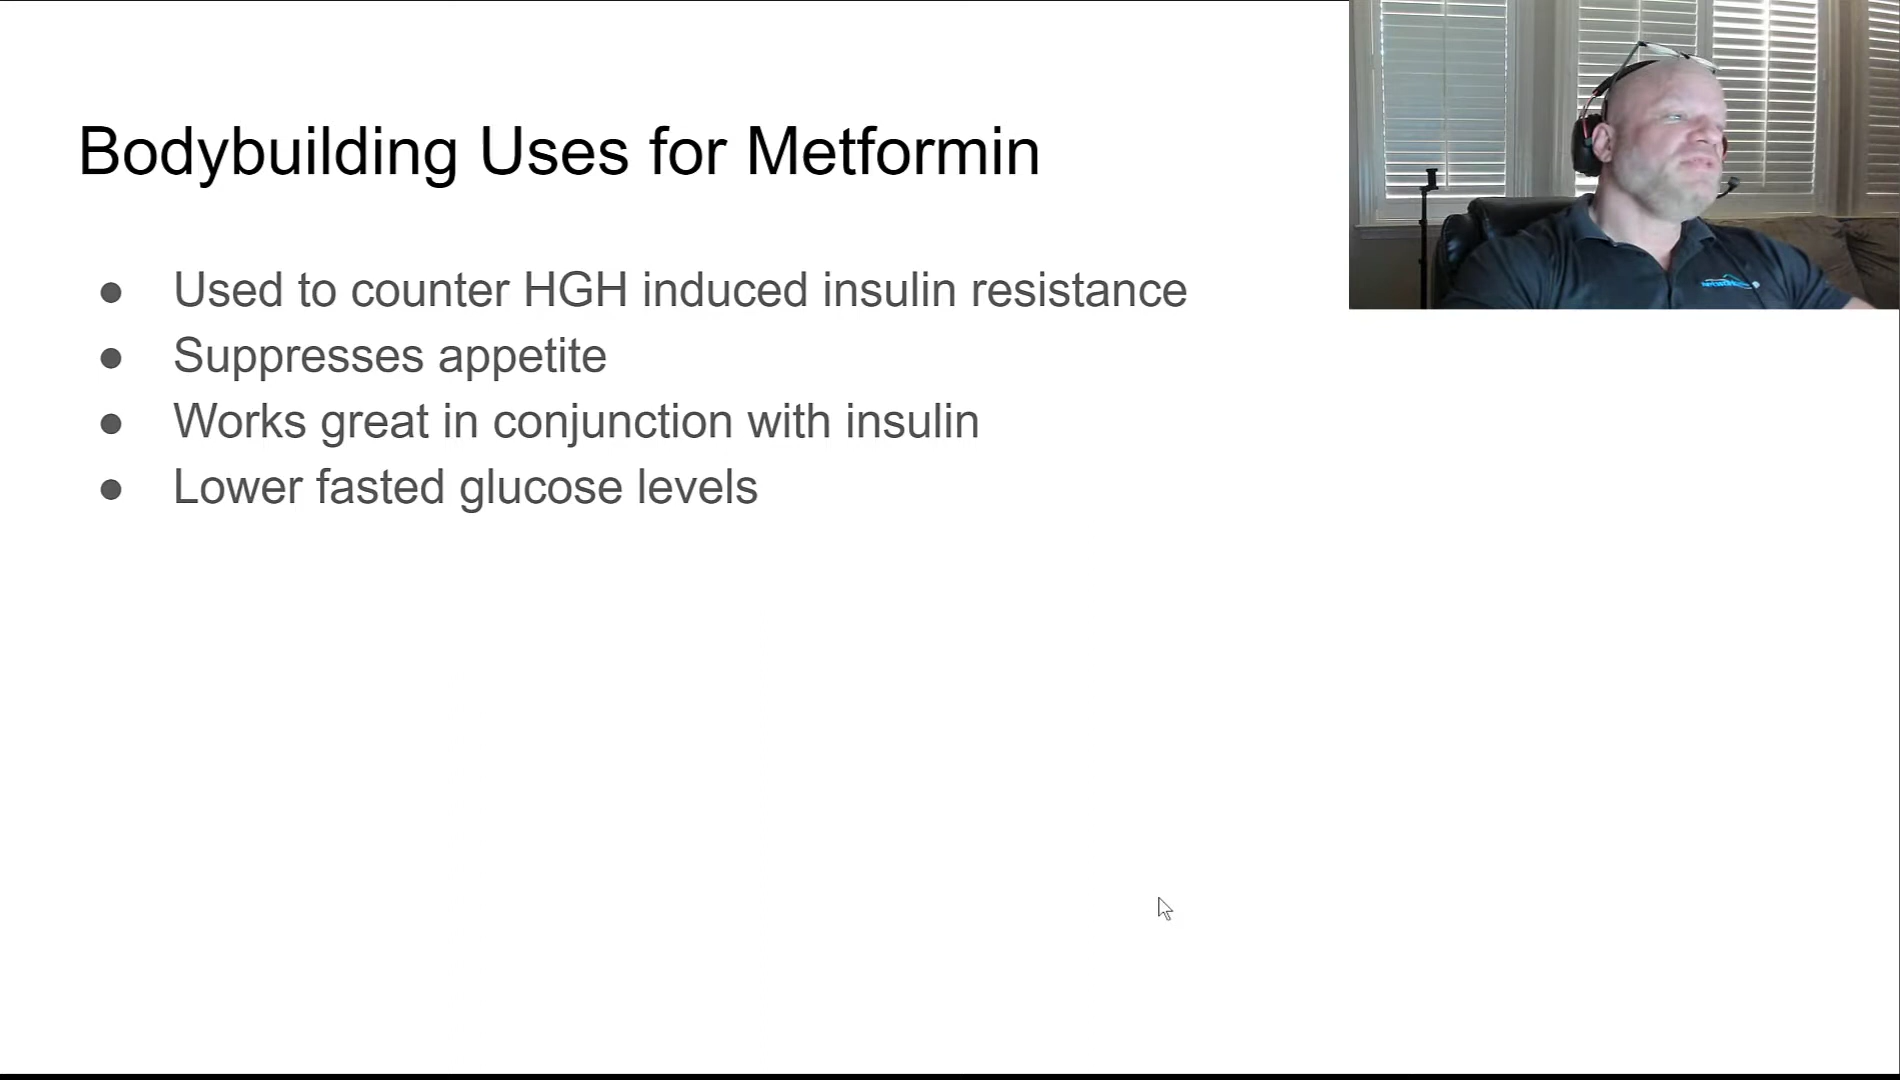 Bodybuilding Uses for Metformin
● Used to counter HGH induced insulin resistance
● Suppresses appetite
● Works great in conjunction with insulin
● Lower fasted glucose levels